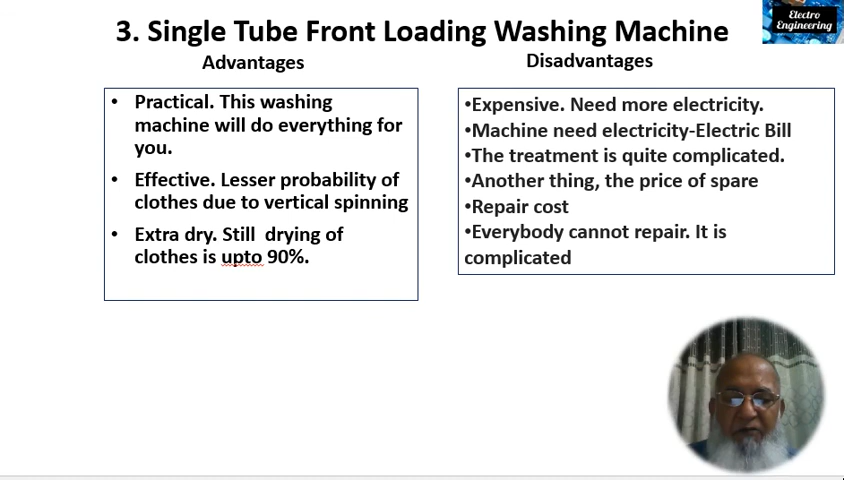 3. Single Tube Front Loading Washing Machine
Electro
Engineering
Advantages
• Practical. This washing
machine will do everything for
you.
• Effective. Lesser probability of
clothes due to vertical spinning
• Extra dry. Still drying of
clothes is upto 90%.
Disadvantages
•Expensive. Need more electricity.
•Machine need electricity-Electric Bill
•The treatment is quite complicated.
•Another thing, the price of spare
•Repair cost
•Everybody cannot repair. It is
complicated